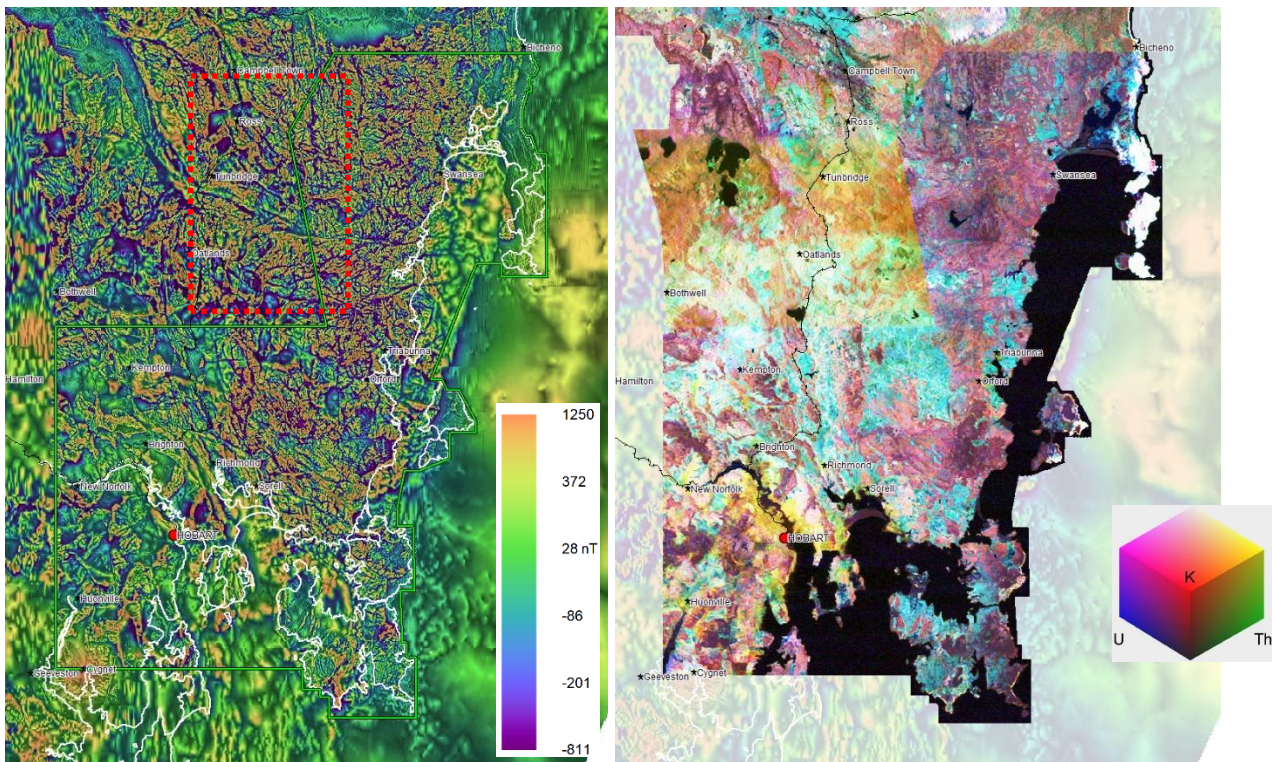 Bicheno
Campbell Town
Ross
Tunbridge
Swansea
Oatlands
Bothwell
Triabunna
Hamilton
Kempton
Orford
Brighton
Richmond
New Norfolk
Sorell
HOBART
Huonville
Geeveston
Cygnet
1250
372
28 nT
-86
-201
-811
Bicheno
Campbell Town
Ross
Tunbridge
Swansea
Oatlands
Bothwell
Triabunna
Kempton
Orford
Hamilton
Brighton
Richmond
New Norfolk
Sorell
HOBART
Huonville
Geeveston
Cygnet
K
U
Th